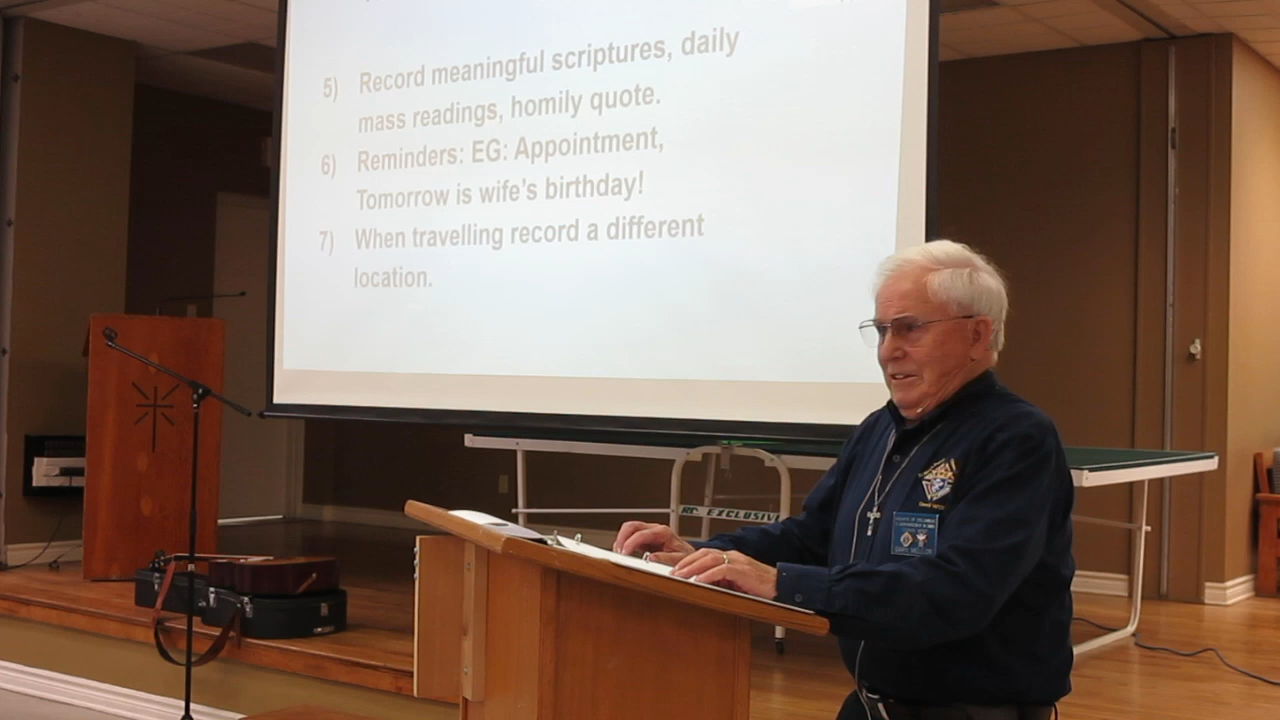 5) Record meaningful scriptures, daily
mass readings, homily quote.
6) Reminders: EG: Appointment,
Tomorrow is wife's birthday!
7) When travelling record a different
location.
EXCLUSIVE